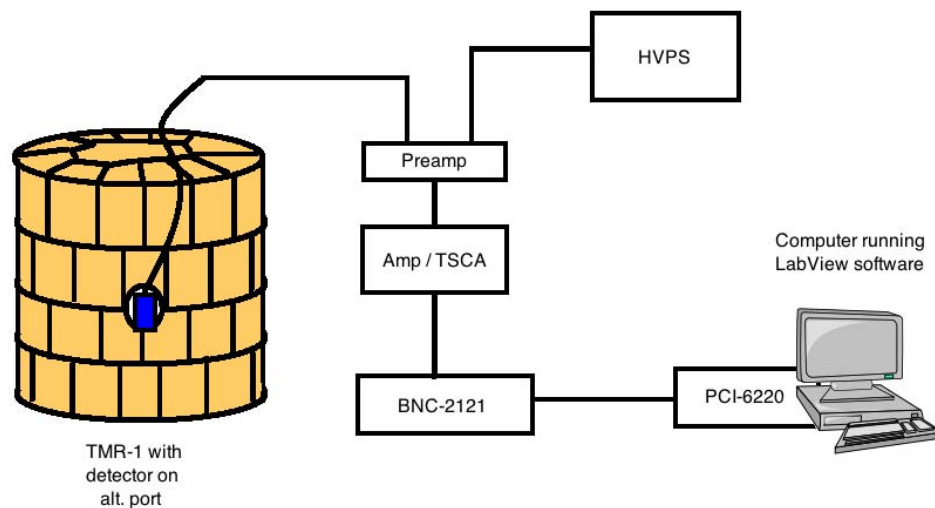 HVPS
Preamp
Amp / TSCA
Computer running
LabView software
BNC-2121
PCI-6220
TMR-1 with
detector on
alt. port